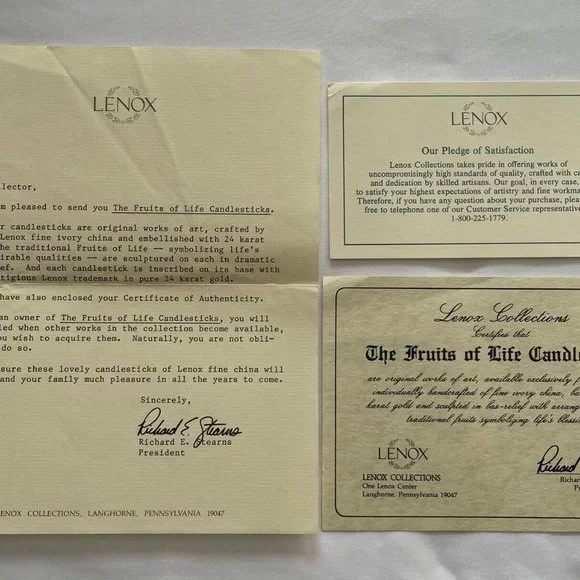 LENOX
llector,
m pleased to send you The Fruits of Life Candlesticks.
r candlesticks are original works of art, crafted by
Lenox fine ivory china and embellished with 24 karat
he traditional Fruits of Life -- symbolizing life's
irable qualities -- are sculptured on each in dramatic
ef. And each candlestick is inscribed on its base with
tigious Lenox trademark in pure 24 karat gold.
have also enclosed your Certificate of Authenticity.
an owner of The Fruits of Life Candlesticks, you will
led when other works in the collection become available,
you wish to acquire them. Naturally, you are not obli-
do so.
sure these lovely candlesticks of Lenox fine china will
and your family much pleasure in all the years to come.
Sincerely,
Richard E. Stearns
Richard E. Stearns
President
LENOX COLLECTIONS, LANGHORNE, PENNSYLVANIA 19047
LENOX
Our Pledge of Satisfaction
Lenox Collections takes pride in offering works of
uncompromisingly high standards of quality, crafted with ca
and dedication by skilled artisans. Our goal, in every case,
to satisfy your highest expectations of artistry and fine workma
Therefore, if you have any question about your purchase, plea
free to telephone one of our Customer Service representative
1-800-225-1779.
Lenox Collections
Certifies that
The Fruits of Life Candle
are original works of art, available exclusively f
individually handcrafted of fine ivory china, ba
karat gold and sculpted in bas-relief with arran
traditional fruits symbolizing life's bless
LENOX
LENOX COLLECTIONS
One Lenox Center
Langhorne, Pennsylvania 19047
Richard
Richar
P